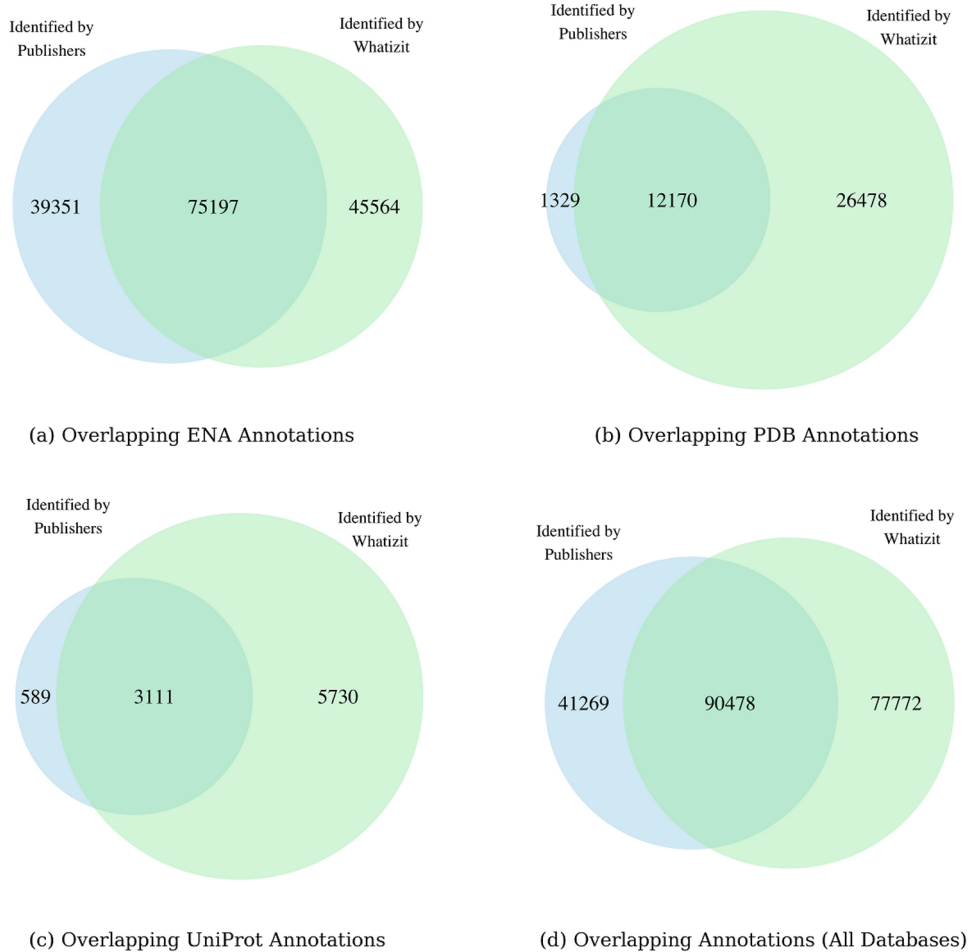 Identified by
Publishers
Identified by
Whatizit
39351
75197
45564
(a) Overlapping ENA Annotations
Identified by
Publishers
Identified by
Whatizit
1329
12170
26478
(b) Overlapping PDB Annotations
Identified by
Publishers
Identified by
Whatizit
589
3111
5730
(c) Overlapping UniProt Annotations
Identified by
Publishers
Identified by
Whatizit
41269
90478
77772
(d) Overlapping Annotations (All Databases)